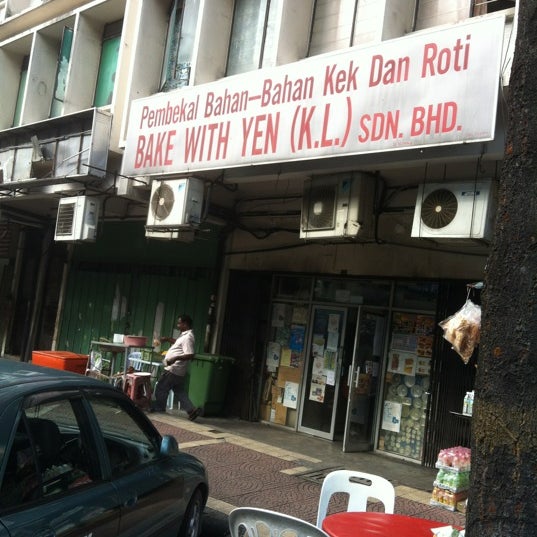 Pembekal Bahan-Bahan Kek Dan Roti
BAKE WITH YEN (K.L.) SDN. BHD.